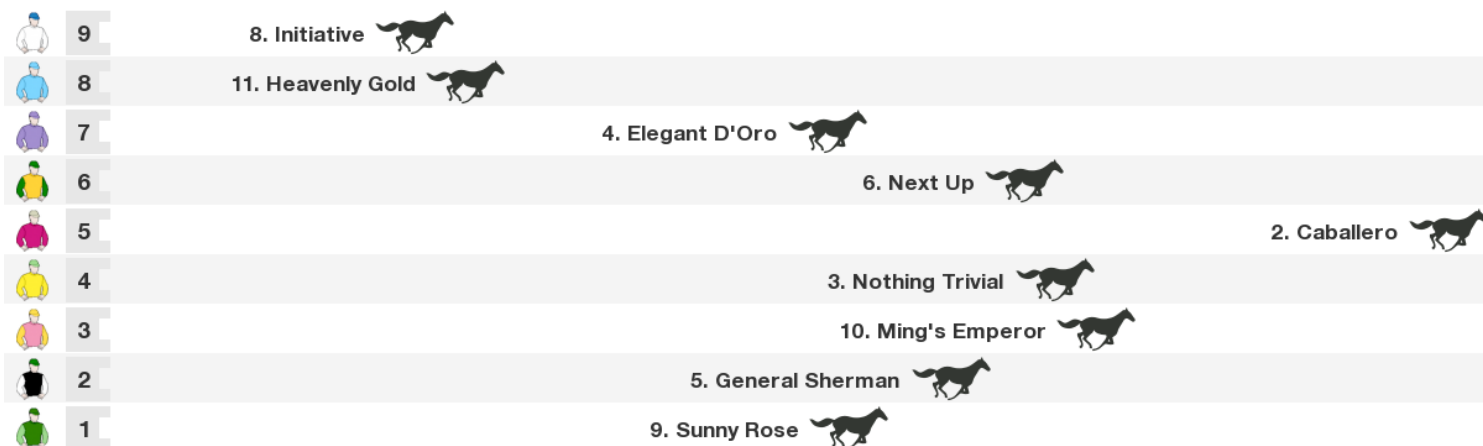 9 8. Initiative
8 11. Heavenly Gold
7 4. Elegant D'Oro
6 6. Next Up
5 2. Caballero
4 3. Nothing Trivial
3 10. Ming's Emperor
2 5. General Sherman
1 9. Sunny Rose